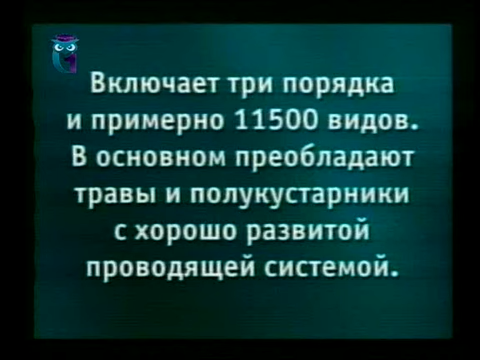 Включает три порядка
и примерно 11500 видов.
В основном преобладают
травы и полукустарники
с хорошо развитой
проводящей системой.